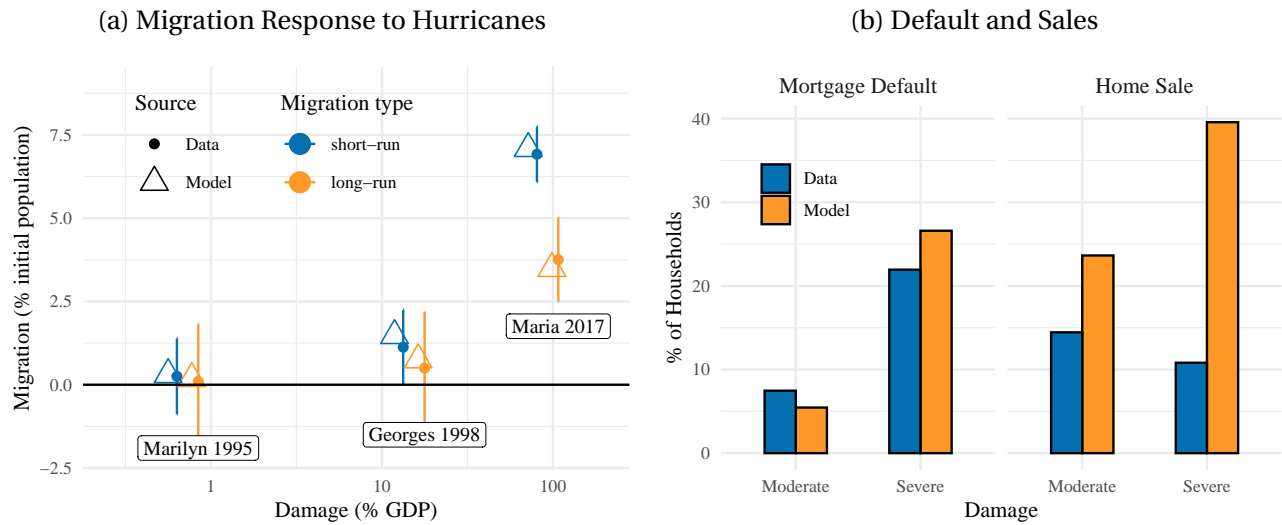 (a) Migration Response to Hurricanes
Migration (% initial population)
7.5
5.0
2.5
0.0
−2.5
Source
Data
Model
Migration type
short−run
long−run
Marilyn 1995
Georges 1998
Maria 2017
1
10
100
Damage (% GDP)
(b) Default and Sales
Mortgage Default
Home Sale
% of Households
40
30
20
10
0
Data
Model
Moderate
Severe
Moderate
Severe
Damage